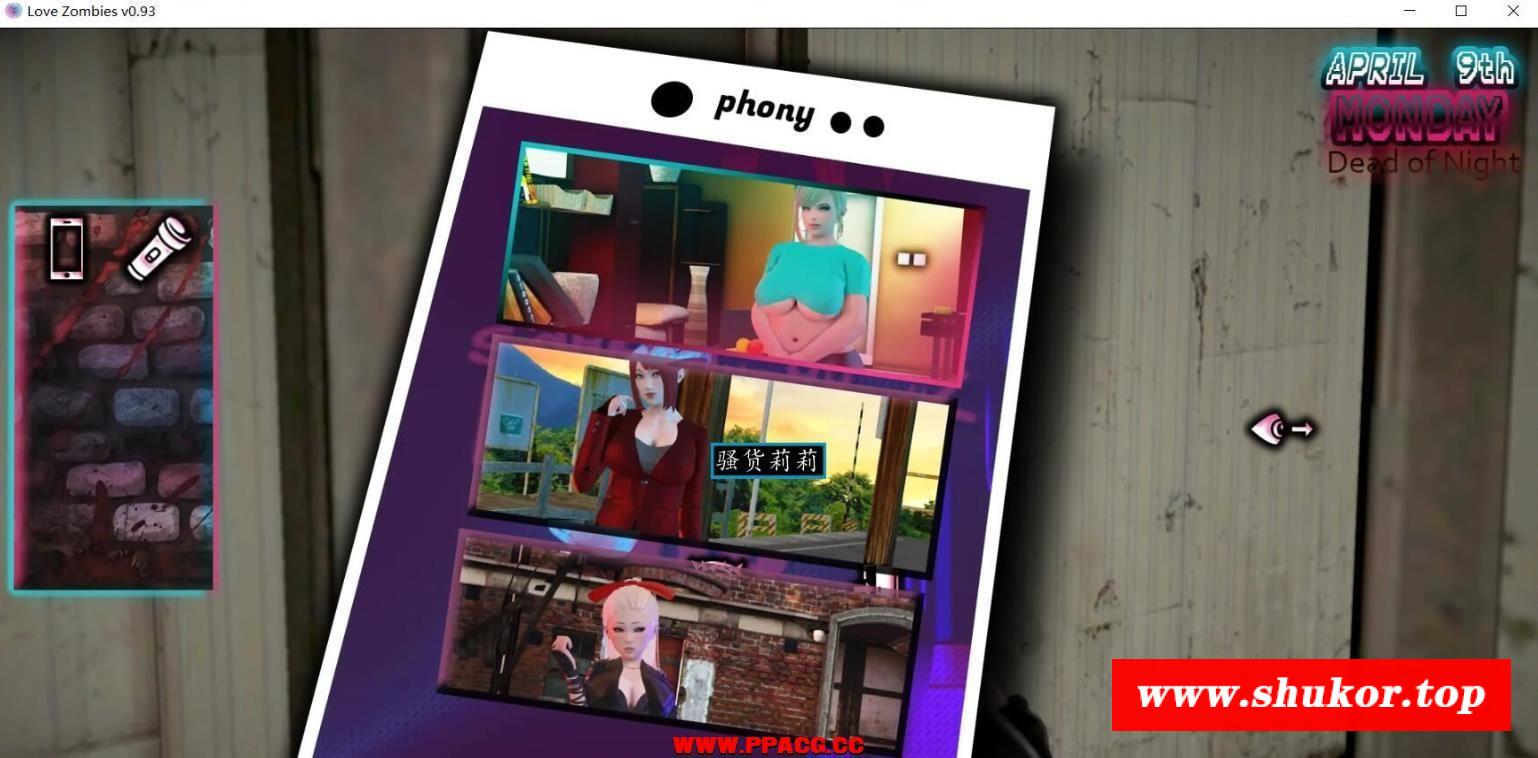 Love Zombies v0.93
APRIL 9th
MONDAY
Dead of Night
phony
骚货莉莉
www.shukor.top
WWW.PPACG.CC